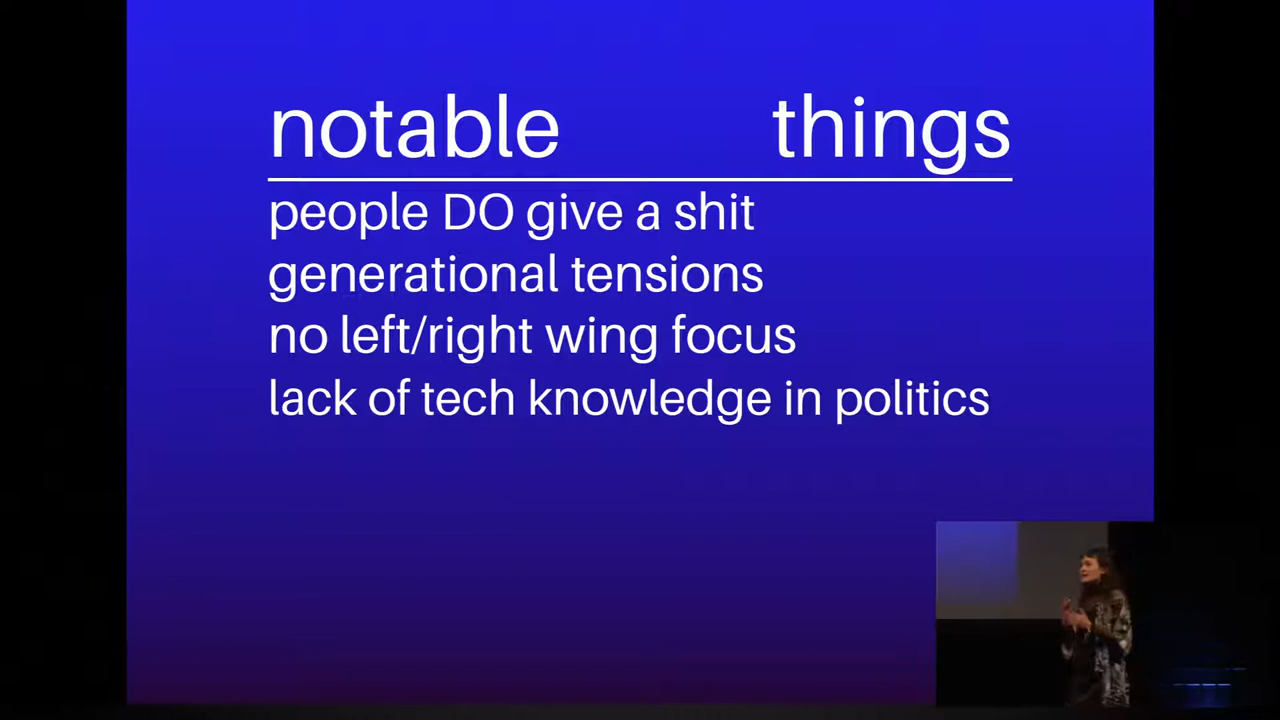 notable things
people DO give a shit
generational tensions
no left/right wing focus
lack of tech knowledge in politics